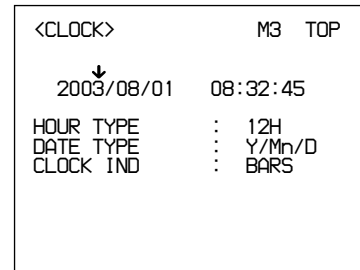 <CLOCK> M3 TOP
2003/08/01 08:32:45
HOUR TYPE : 12H
DATE TYPE : Y/Mn/D
CLOCK IND : BARS